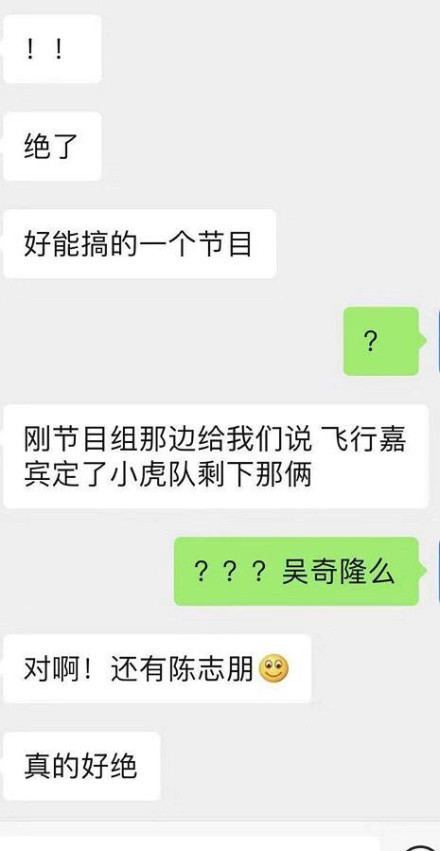 ！！
绝了
好能搞的一个节目
？
刚节目组那边给我们说 飞行嘉
宾定了小虎队剩下那俩
？？？吴奇隆么
对啊！还有陈志朋
真的好绝